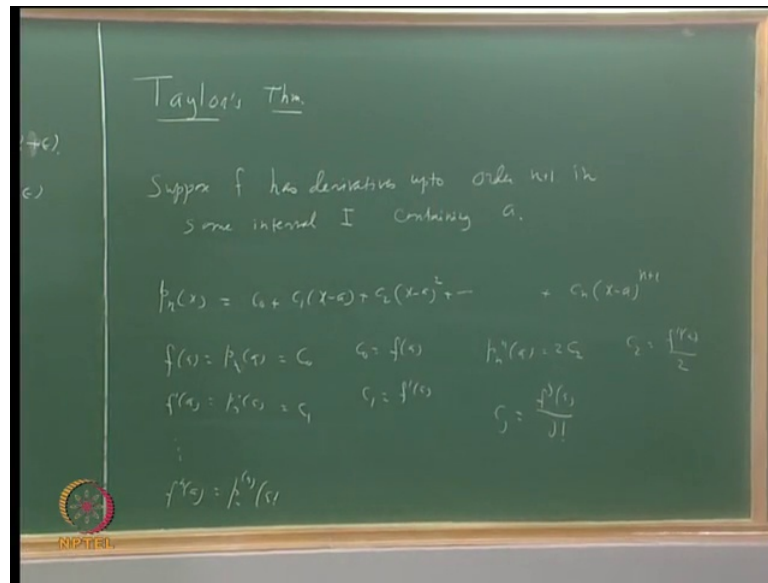 !+ε).
ε)
Taylor's Thm.
Suppose f has derivatives upto order n+1 in
some interval I containing a.
pₙ(x) = c₀ + c₁(x-a) + c₂(x-a)² + — + cₙ(x-a)ⁿ⁺¹
f(a) = pₙ(a) = c₀ c₀ = f(a) pₙ''(a) = 2c₂ c₂ = f''(a)/2
f'(a) = pₙ'(a) = c₁ c₁ = f'(a) cⱼ = fʲ(a)/j!
⋮
NPTEL